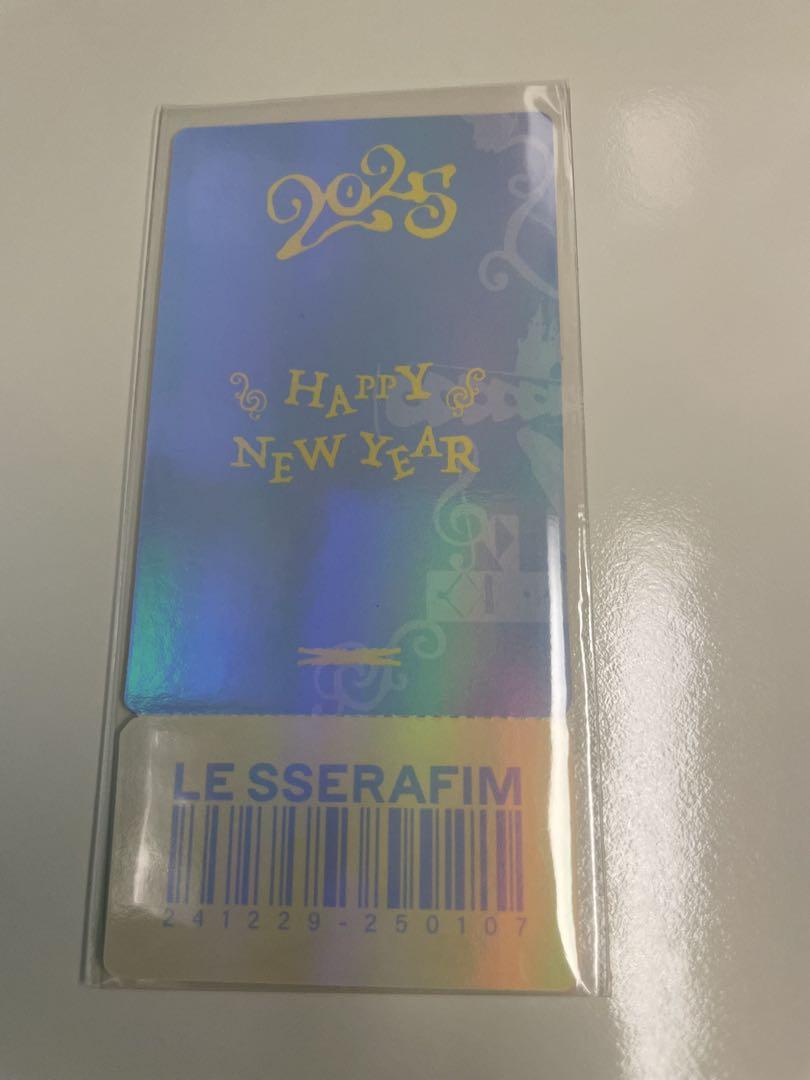 2025
HAPPY
NEW YEAR
LE SSERAFIM
241229-250107